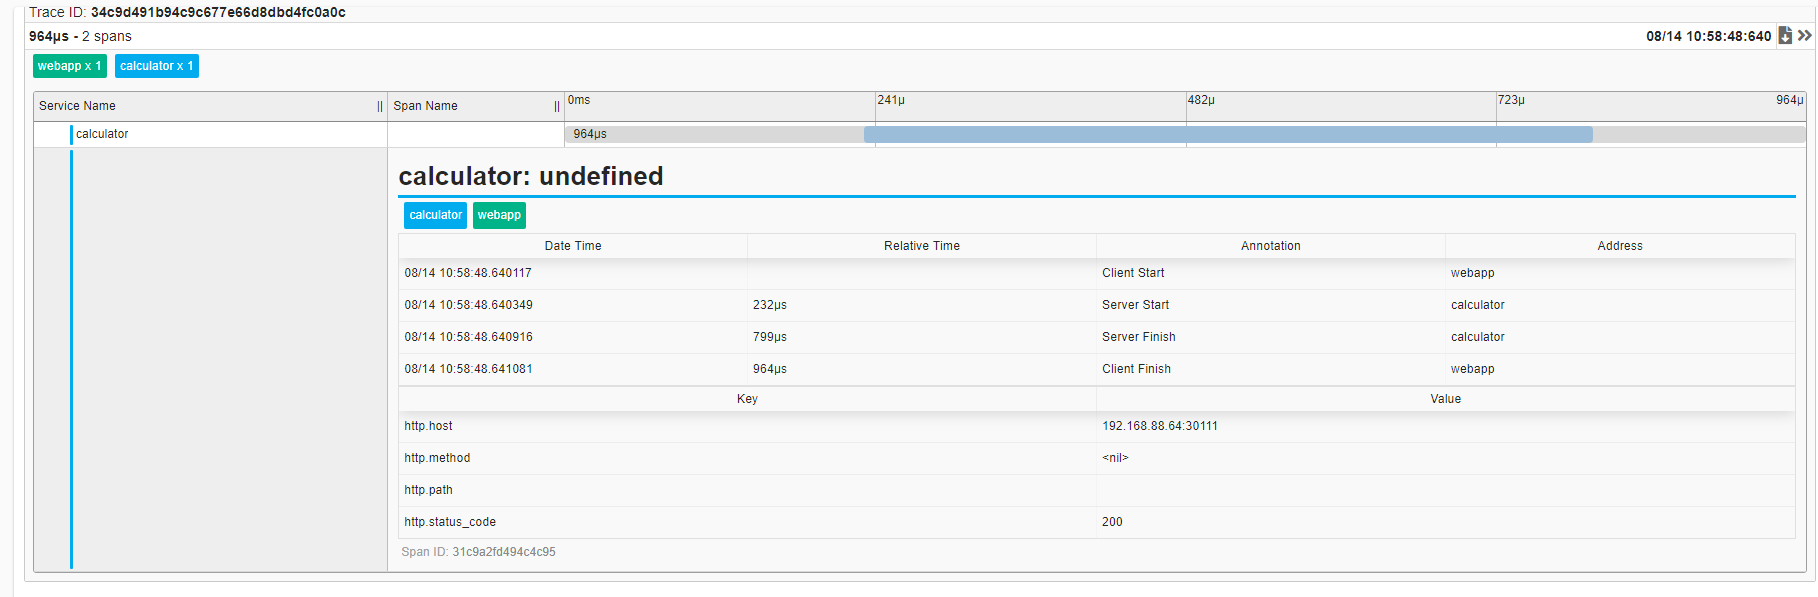 Trace ID: 34c9d491b94c9c677e66d8dbd4fc0a0c
964μs - 2 spans 08/14 10:58:48:640
webapp x 1 calculator x 1
Service Name || Span Name || 0ms 241μ 482μ 723μ 964μ
calculator 964μs
calculator: undefined
calculator webapp
Date Time Relative Time Annotation Address
08/14 10:58:48.640117 Client Start webapp
08/14 10:58:48.640349 232μs Server Start calculator
08/14 10:58:48.640916 799μs Server Finish calculator
08/14 10:58:48.641081 964μs Client Finish webapp
Key Value
http.host 192.168.88.64:30111
http.method <nil>
http.path
http.status_code 200
Span ID: 31c9a2fd494c4c95